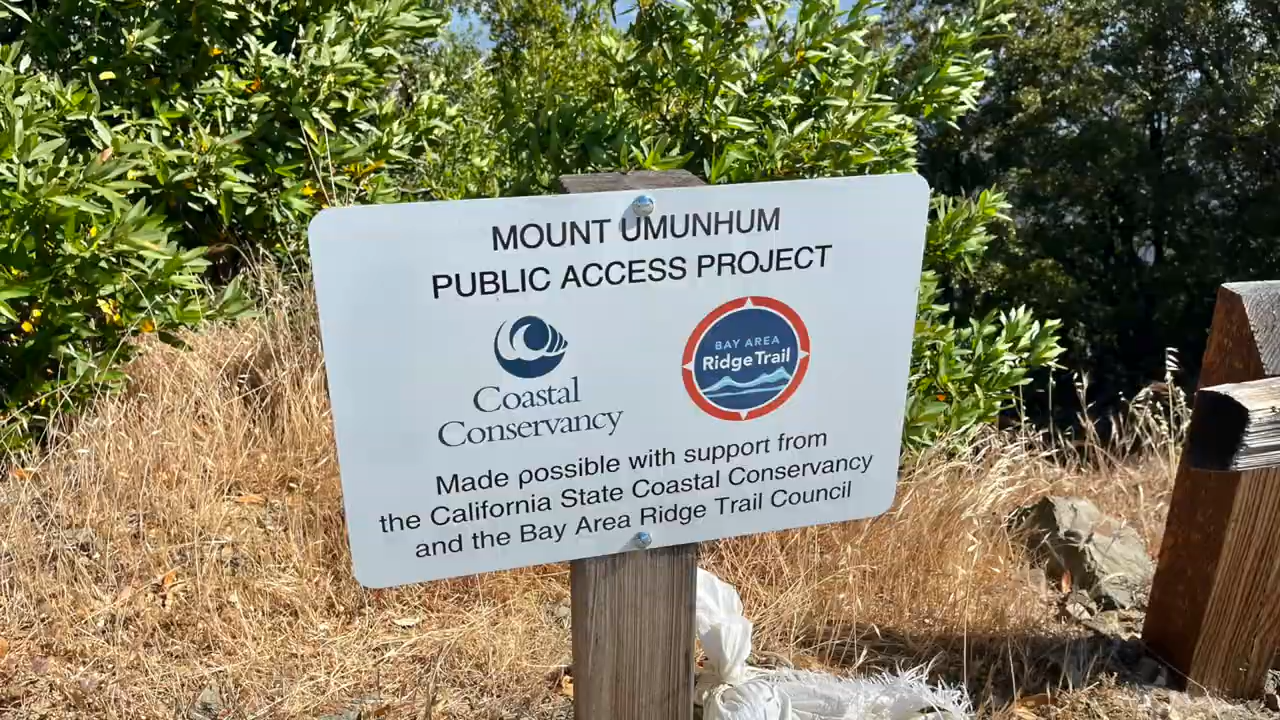 MOUNT UMUNHUM
PUBLIC ACCESS PROJECT
Coastal
Conservancy
BAY AREA
Ridge Trail
Made possible with support from
the California State Coastal Conservancy
and the Bay Area Ridge Trail Council